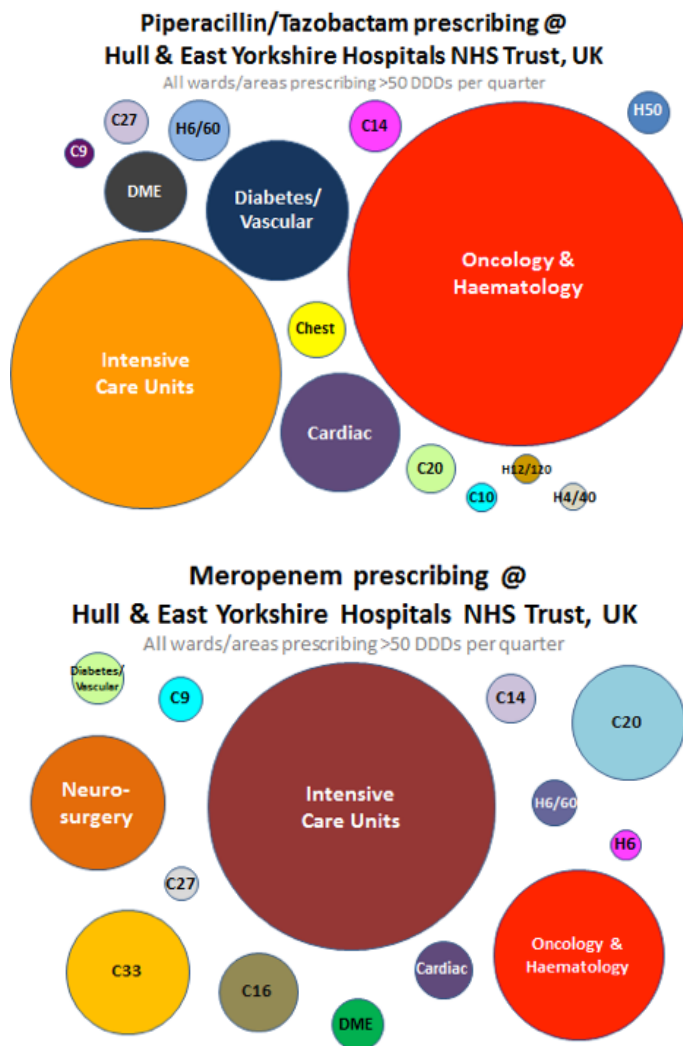 Piperacillin/Tazobactam prescribing @
Hull & East Yorkshire Hospitals NHS Trust, UK
All wards/areas prescribing >50 DDDs per quarter
C27
H6/60
C14
H50
C9
DME
Diabetes/
Vascular
Oncology &
Haematology
Chest
Intensive
Care Units
Cardiac
C20
H12/120
C10
H4/40
Meropenem prescribing @
Hull & East Yorkshire Hospitals NHS Trust, UK
All wards/areas prescribing >50 DDDs per quarter
Diabetes/
Vascular
C9
C14
C20
Neuro-
surgery
Intensive
Care Units
H6/60
H6
C27
Oncology &
Haematology
C33
Cardiac
C16
DME